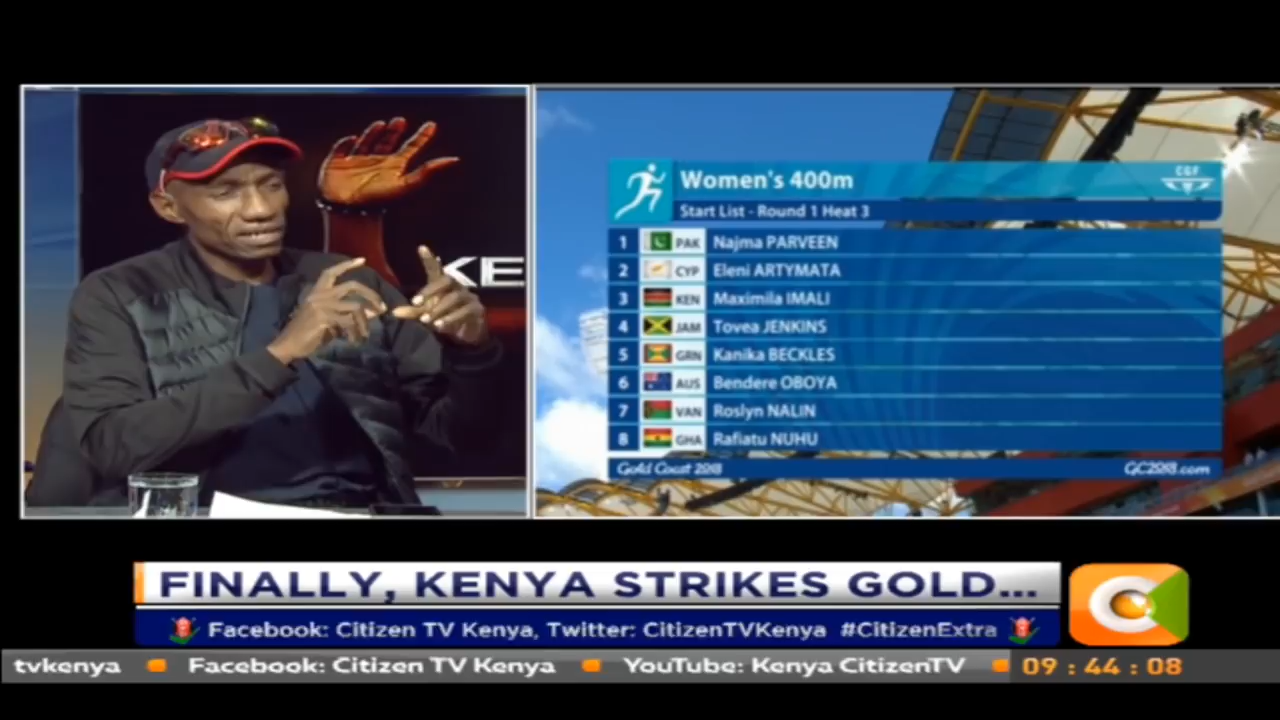 KE
Women's 400m
CGF
Start List - Round 1 Heat 3
1 PAK Najma PARVEEN
2 CYP Eleni ARTYMATA
3 KEN Maximila IMALI
4 JAM Tovea JENKINS
5 GRN Kanika BECKLES
6 AUS Bendere OBOYA
7 VAN Roslyn NALIN
8 GHA Rafiatu NUHU
Gold Coast 2018 GC2018.com
FINALLY, KENYA STRIKES GOLD...
Facebook: Citizen TV Kenya, Twitter: CitizenTVKenya #CitizenExtra
tvkenya Facebook: Citizen TV Kenya YouTube: Kenya CitizenTV 09:44:08